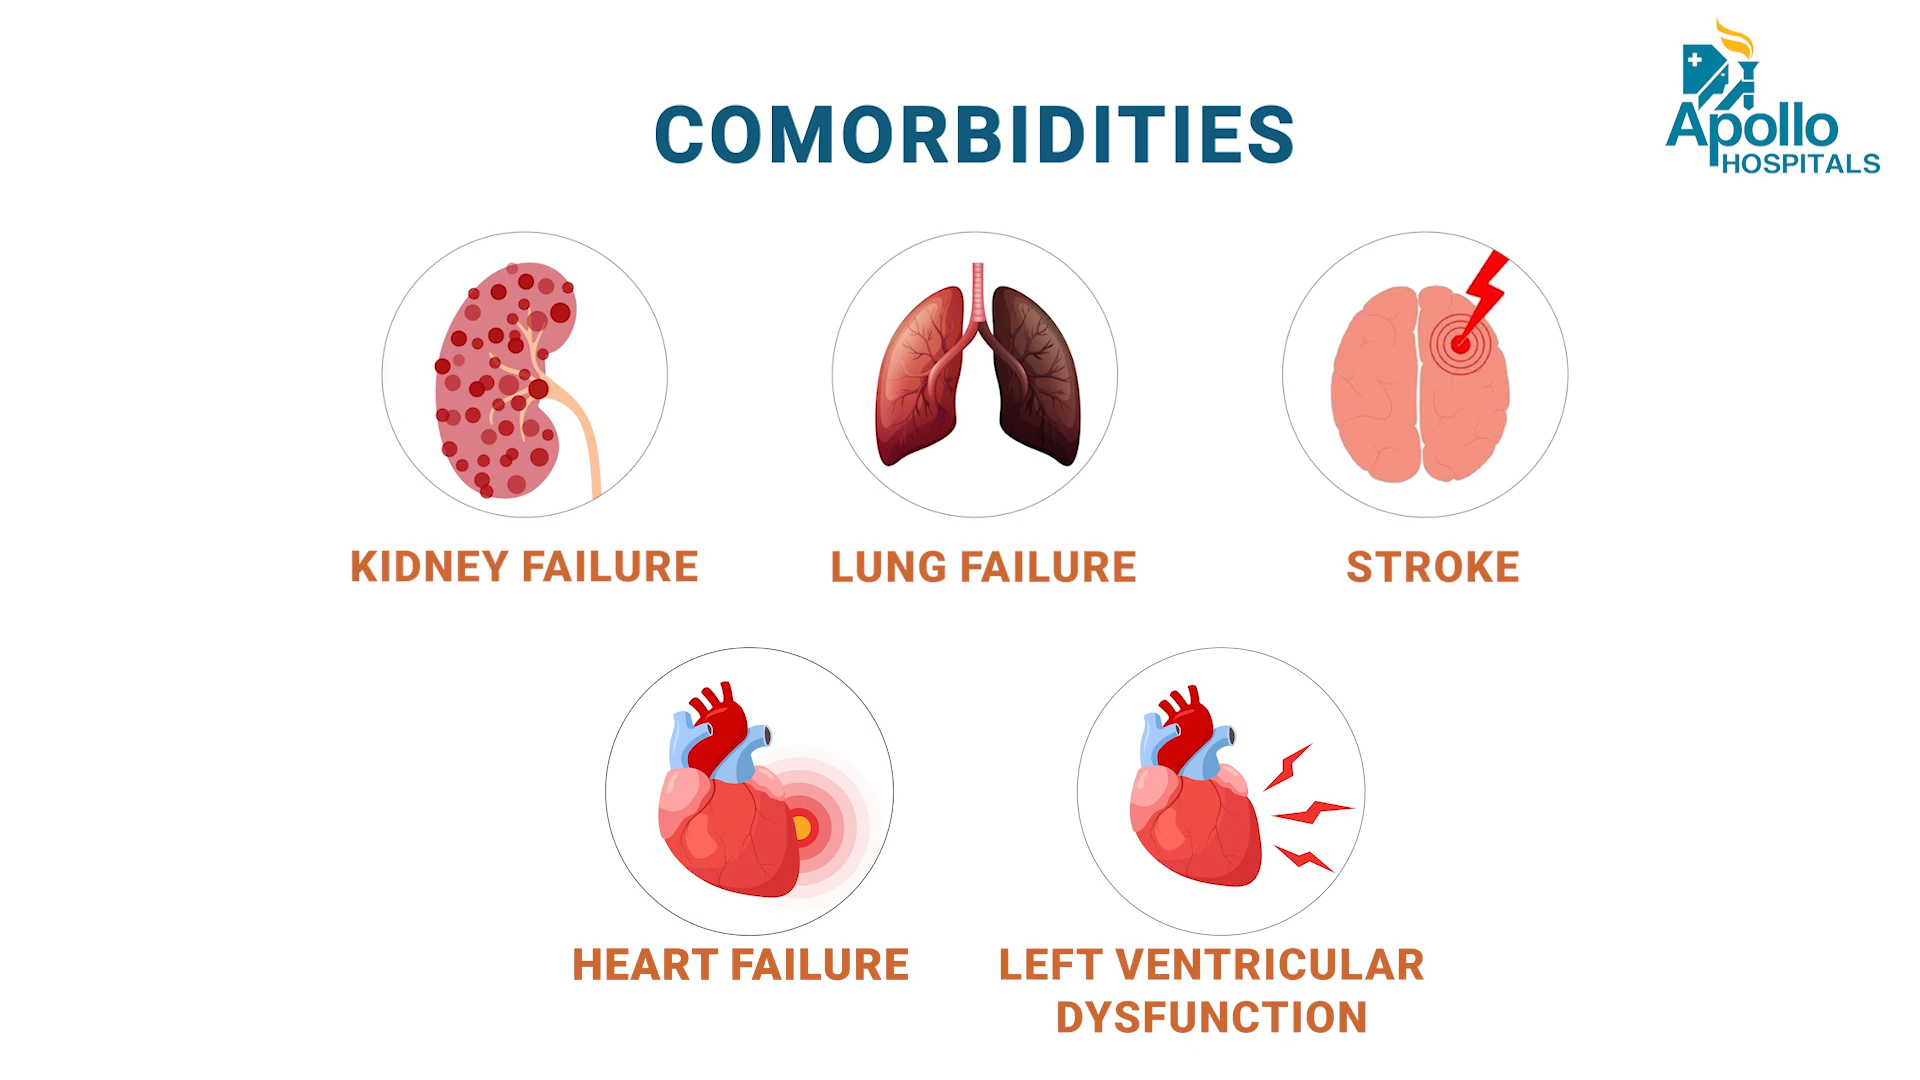 Apollo
HOSPITALS
COMORBIDITIES
KIDNEY FAILURE
LUNG FAILURE
STROKE
HEART FAILURE
LEFT VENTRICULAR
DYSFUNCTION